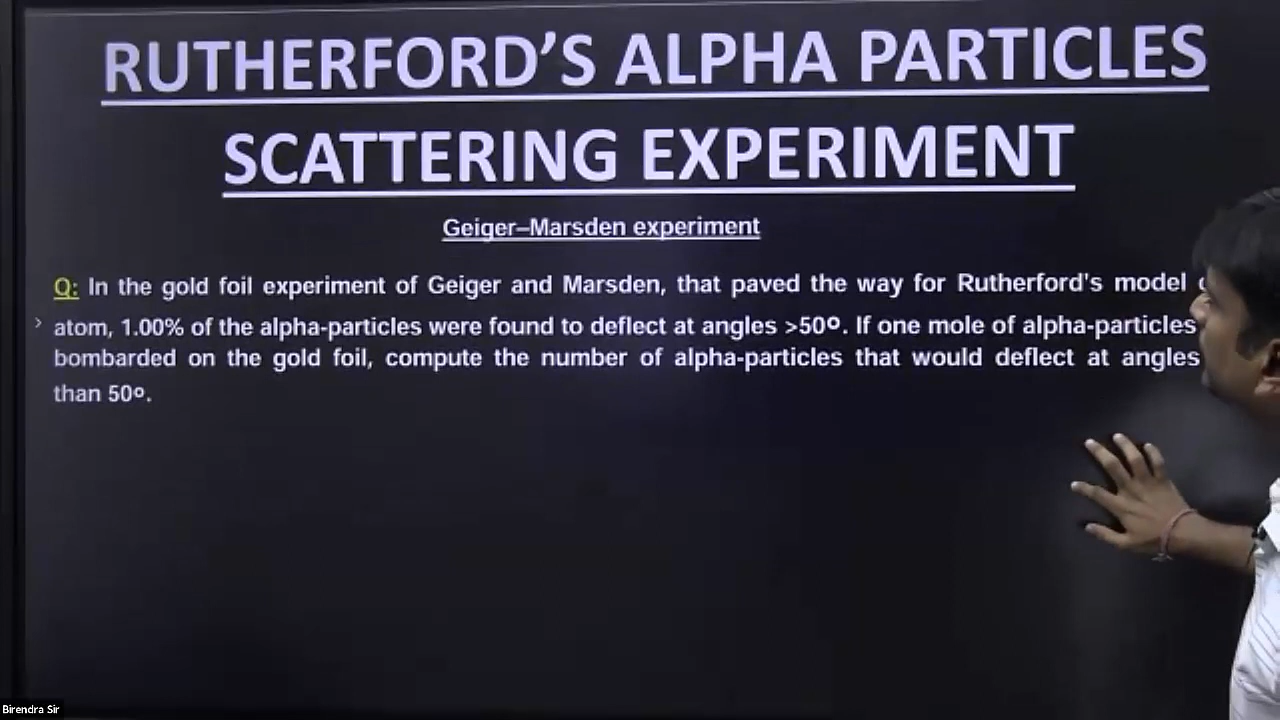 RUTHERFORD'S ALPHA PARTICLES
SCATTERING EXPERIMENT
Geiger–Marsden experiment
Q: In the gold foil experiment of Geiger and Marsden, that paved the way for Rutherford's model
atom, 1.00% of the alpha-particles were found to deflect at angles >50º. If one mole of alpha-particles
bombarded on the gold foil, compute the number of alpha-particles that would deflect at angles
than 50º.
Birendra Sir